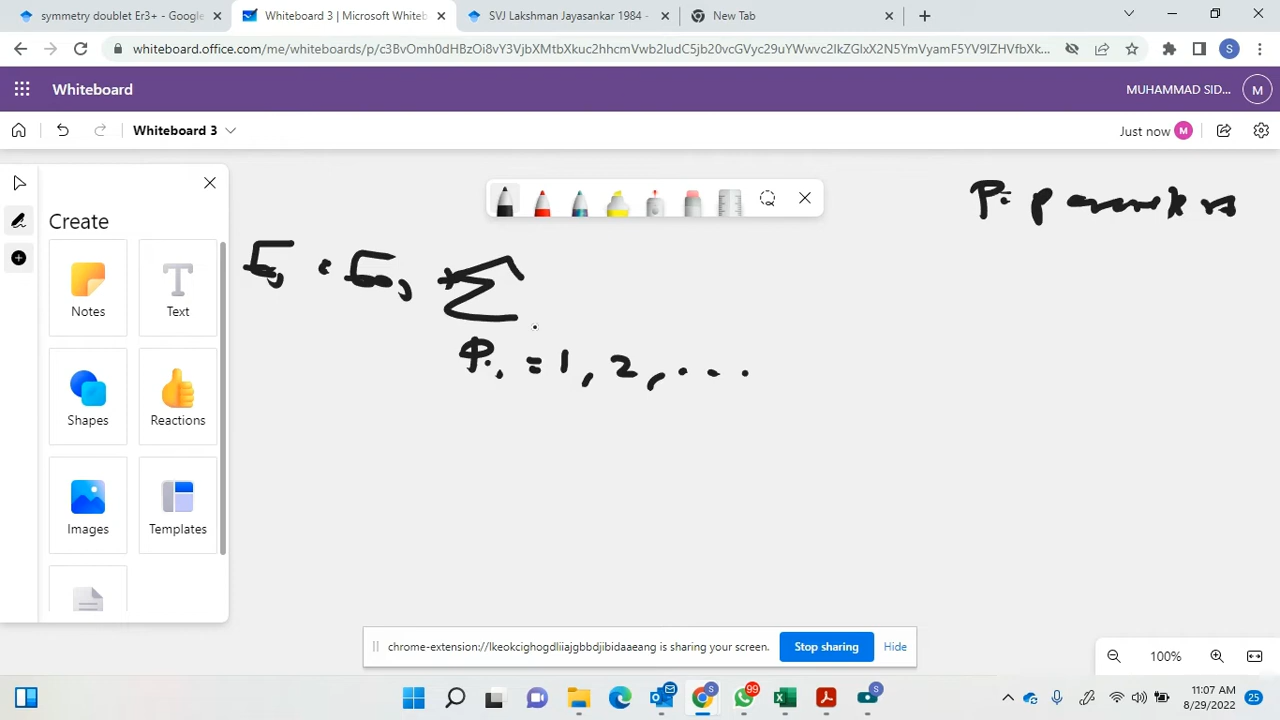 symmetry doublet Er3+ - Google
Whiteboard 3 | Microsoft Whiteb
SVJ Lakshman Jayasankar 1984 -
New Tab
whiteboard.office.com/me/whiteboards/p/
S
Whiteboard
MUHAMMAD SID...
M
Whiteboard 3
Just now
M
Create
Notes
Text
Shapes
Reactions
Images
Templates
P:
Σ
= 1, 2, . . .
chrome-extension://lkeokcighogdliiajgbbdjibidaaeang is sharing your screen.
Stop sharing
Hide
100%
99
11:07 AM
8/29/2022
25